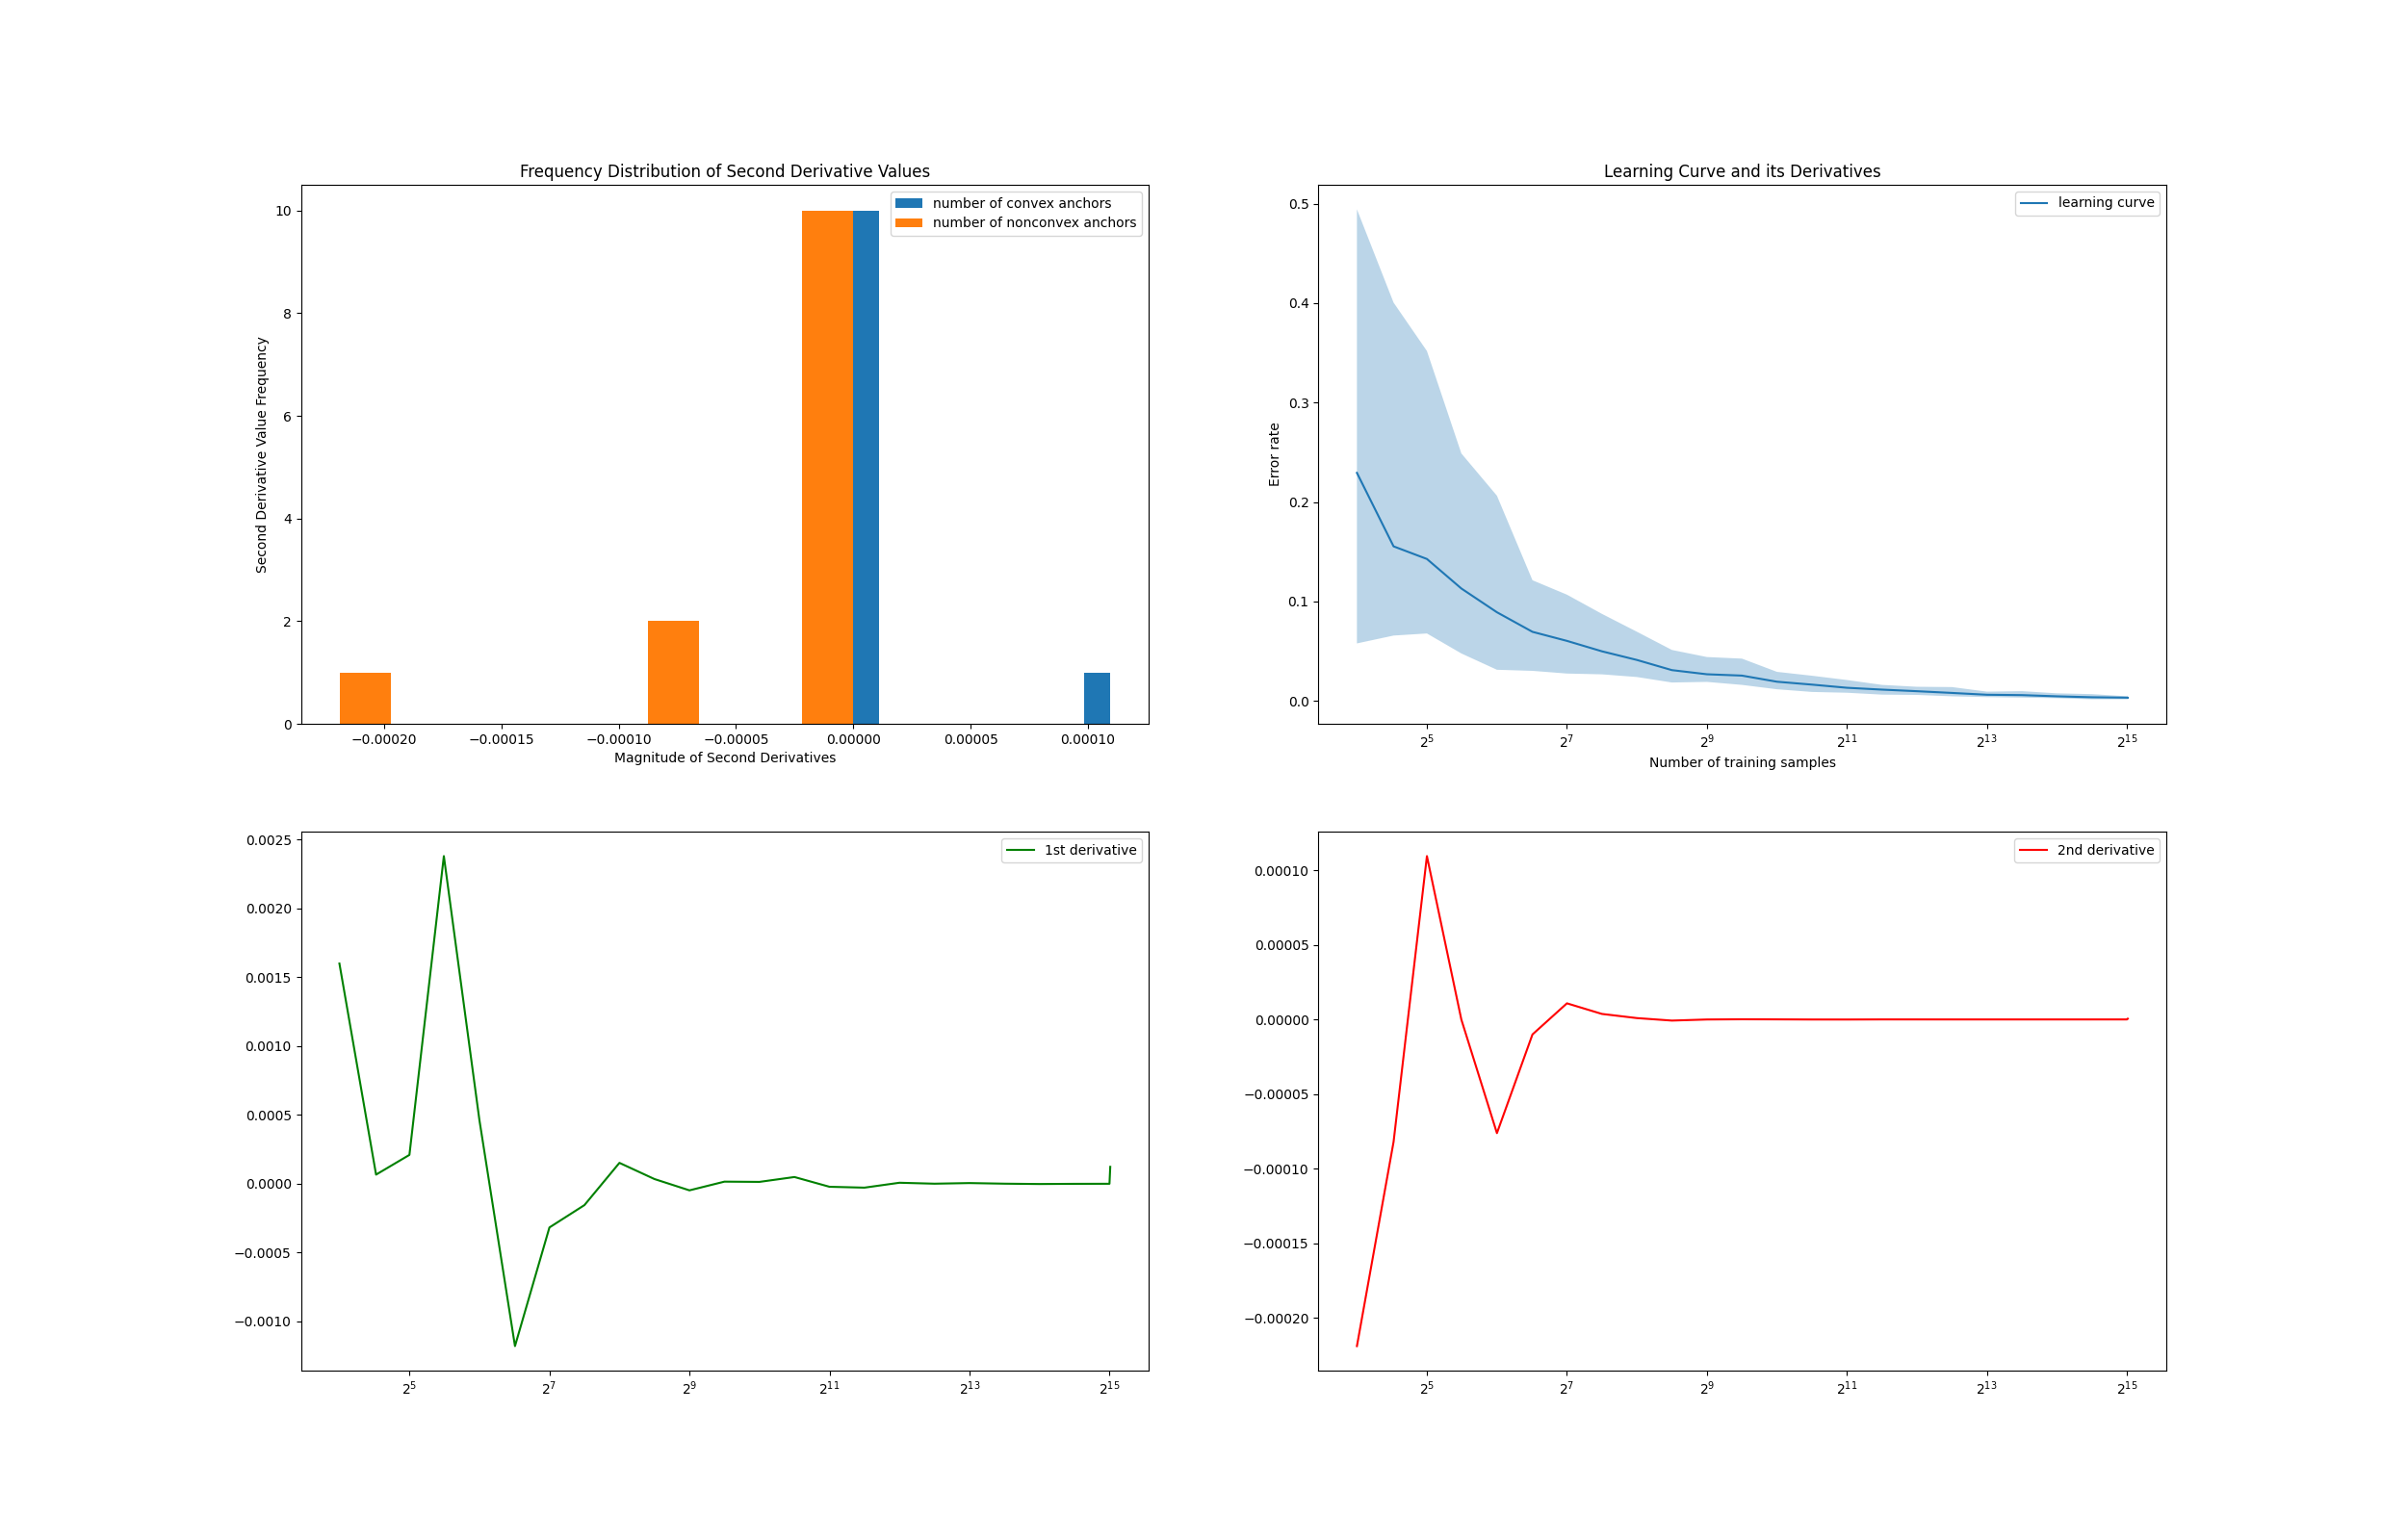 Frequency Distribution of Second Derivative Values
number of convex anchors
number of nonconvex anchors
10
8
6
4
2
0
Second Derivative Value Frequency
−0.00020 −0.00015 −0.00010 −0.00005 0.00000 0.00005 0.00010
Magnitude of Second Derivatives
Learning Curve and its Derivatives
learning curve
0.5
0.4
0.3
0.2
0.1
0.0
Error rate
2^5 2^7 2^9 2^11 2^13 2^15
Number of training samples
1st derivative
0.0025
0.0020
0.0015
0.0010
0.0005
0.0000
−0.0005
−0.0010
2^5 2^7 2^9 2^11 2^13 2^15
2nd derivative
0.00010
0.00005
0.00000
−0.00005
−0.00010
−0.00015
−0.00020
2^5 2^7 2^9 2^11 2^13 2^15